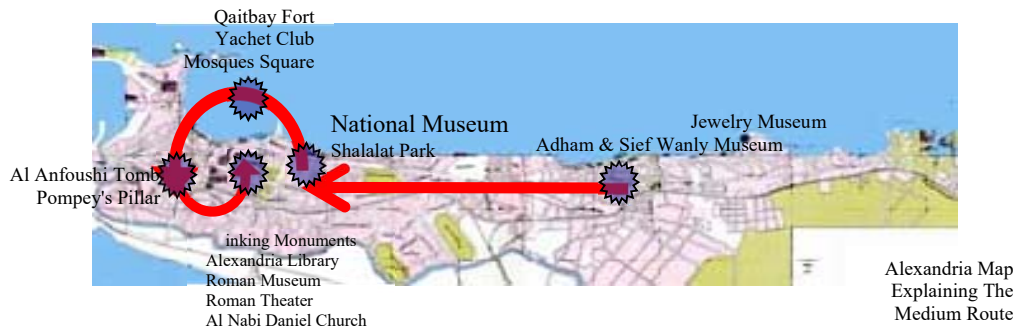 Qaitbay Fort
Yachet Club
Mosques Square
National Museum
Shalalat Park
Jewelry Museum
Adham & Sief Wanly Museum
Al Anfoushi Tomb
Pompey's Pillar
inking Monuments
Alexandria Library
Roman Museum
Roman Theater
Al Nabi Daniel Church
Alexandria Map
Explaining The
Medium Route